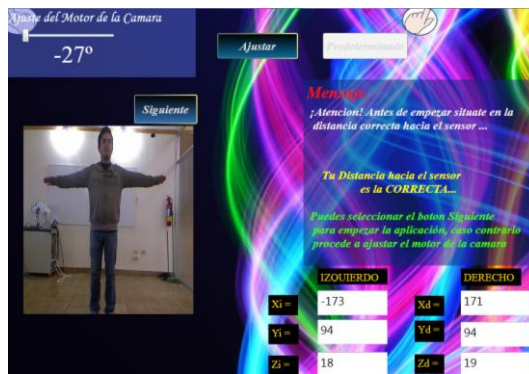 Ajuste del Motor de la Camara
-27º
Ajustar
Predeterminado
Siguiente
Mensaje
¡Atencion! Antes de empezar situate en la
distancia correcta hacia el sensor ...
Tu Distancia hacia el sensor
es la CORRECTA...
Puedes seleccionar el boton Siguiente
para empezar la aplicación, caso contrario
procede a ajustar el motor de la camara
IZQUIERDO DERECHO
Xi = -173 Xd = 171
Yi = 94 Yd = 94
Zi = 18 Zd = 19